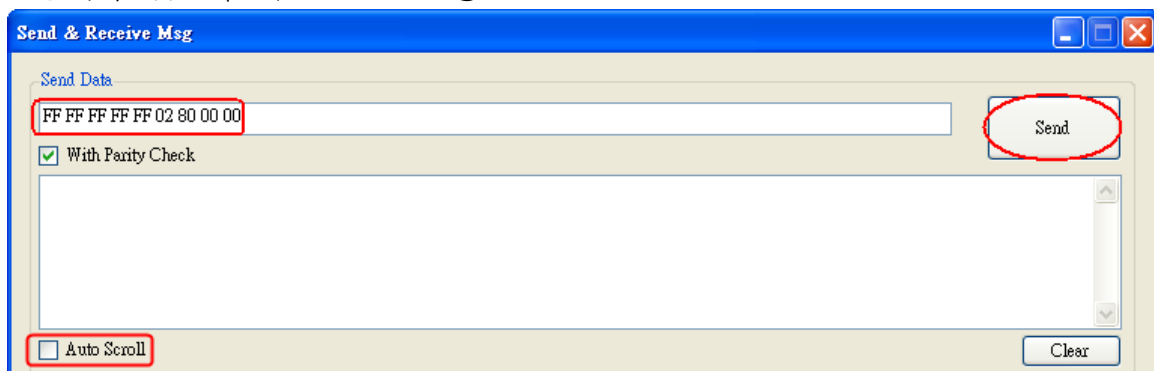 Send & Receive Msg
Send Data
FF FF FF FF FF 02 80 00 00
Send
With Parity Check
Auto Scroll
Clear